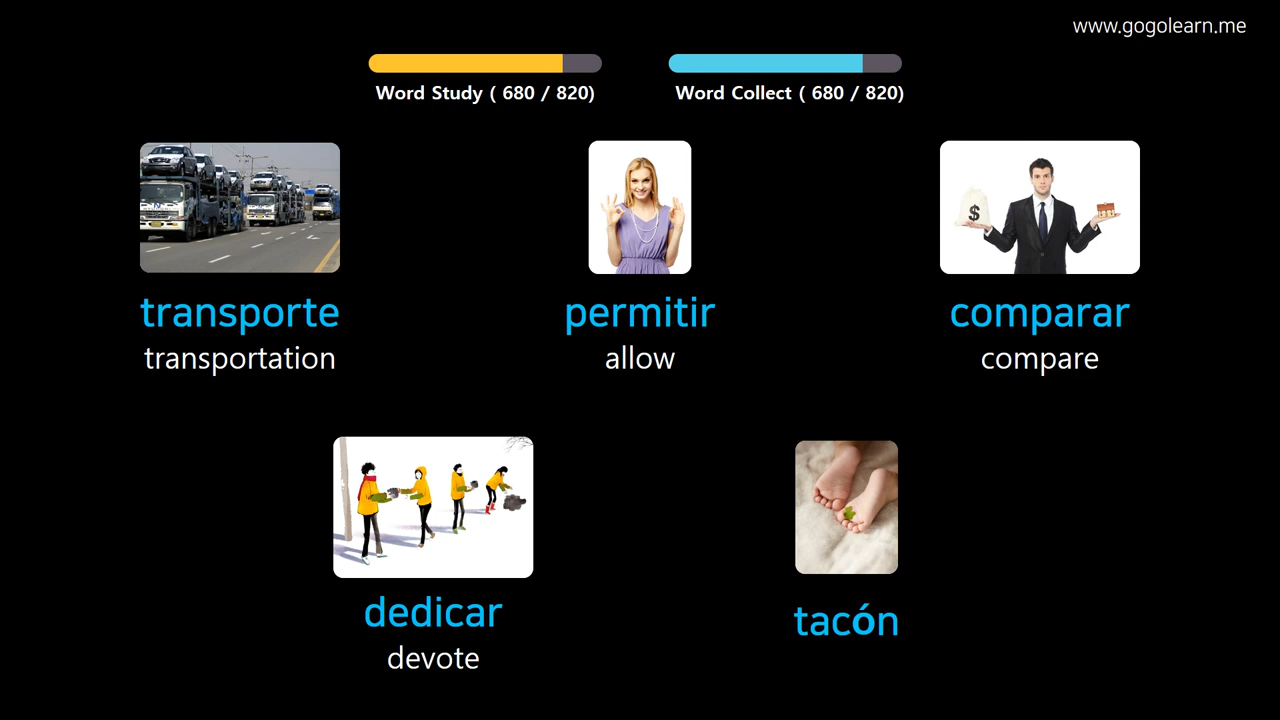 www.gogolearn.me
Word Study ( 680 / 820)
Word Collect ( 680 / 820)
transporte
transportation
permitir
allow
comparar
compare
$
dedicar
devote
tacón